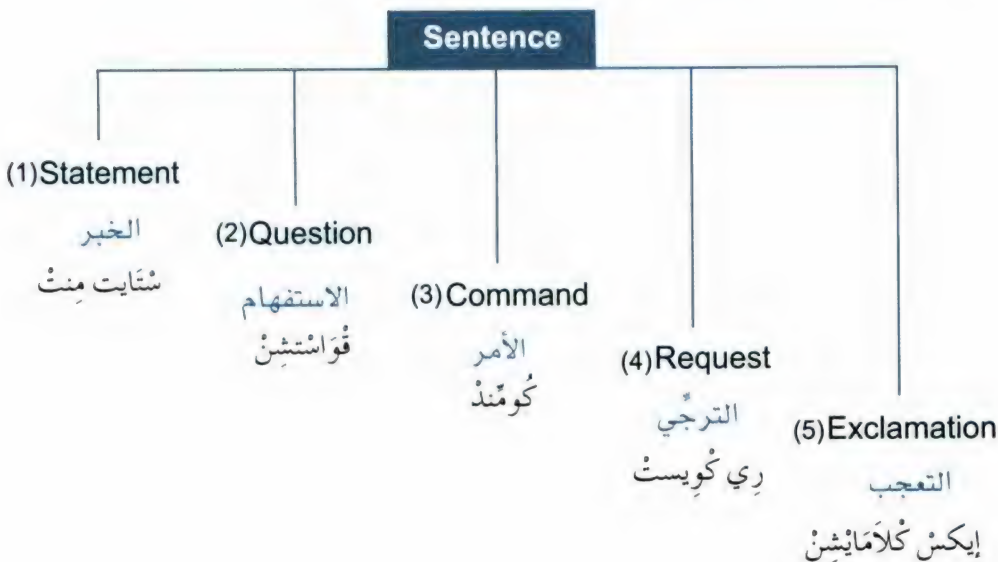 Sentence
(1)Statement
الخبر
سْتَايت مِنتْ
(2)Question
الاستفهام
قْوَاسْتشِنْ
(3)Command
الأمر
كُومِّندْ
(4)Request
الترجِّي
رِي كْوِيستْ
(5)Exclamation
التعجب
إيكسْ كْلاَمَايْشِنْ